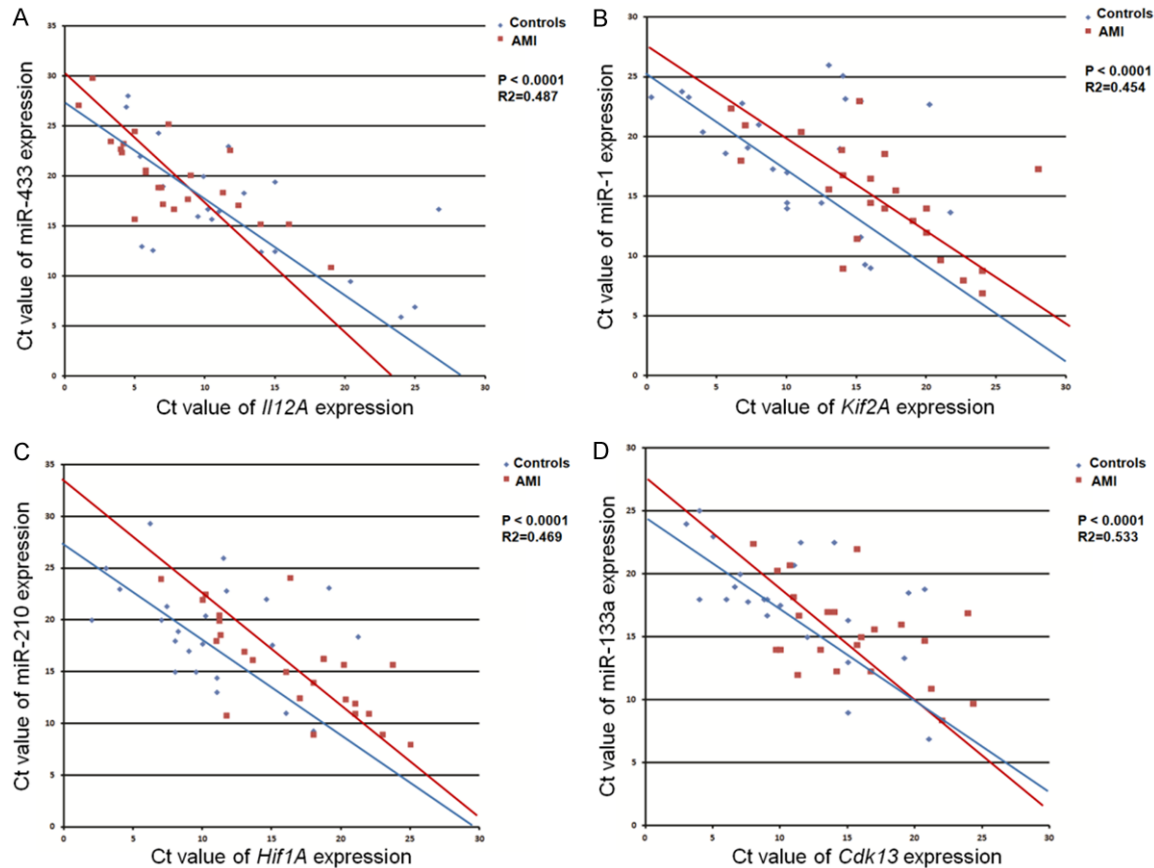 A
Controls
AMI
P < 0.0001
R2=0.487
35
30
25
20
15
10
5
0
0 5 10 15 20 25 30
Ct value of miR-433 expression
Ct value of Il12A expression
B
Controls
AMI
P < 0.0001
R2=0.454
30
25
20
15
10
5
0
0 5 10 15 20 25 30
Ct value of miR-1 expression
Ct value of Kif2A expression
C
Controls
AMI
P < 0.0001
R2=0.469
35
30
25
20
15
10
5
0
0 5 10 15 20 25 30
Ct value of miR-210 expression
Ct value of Hif1A expression
D
Controls
AMI
P < 0.0001
R2=0.533
30
25
20
15
10
5
0
0 5 10 15 20 25 30
Ct value of miR-133a expression
Ct value of Cdk13 expression